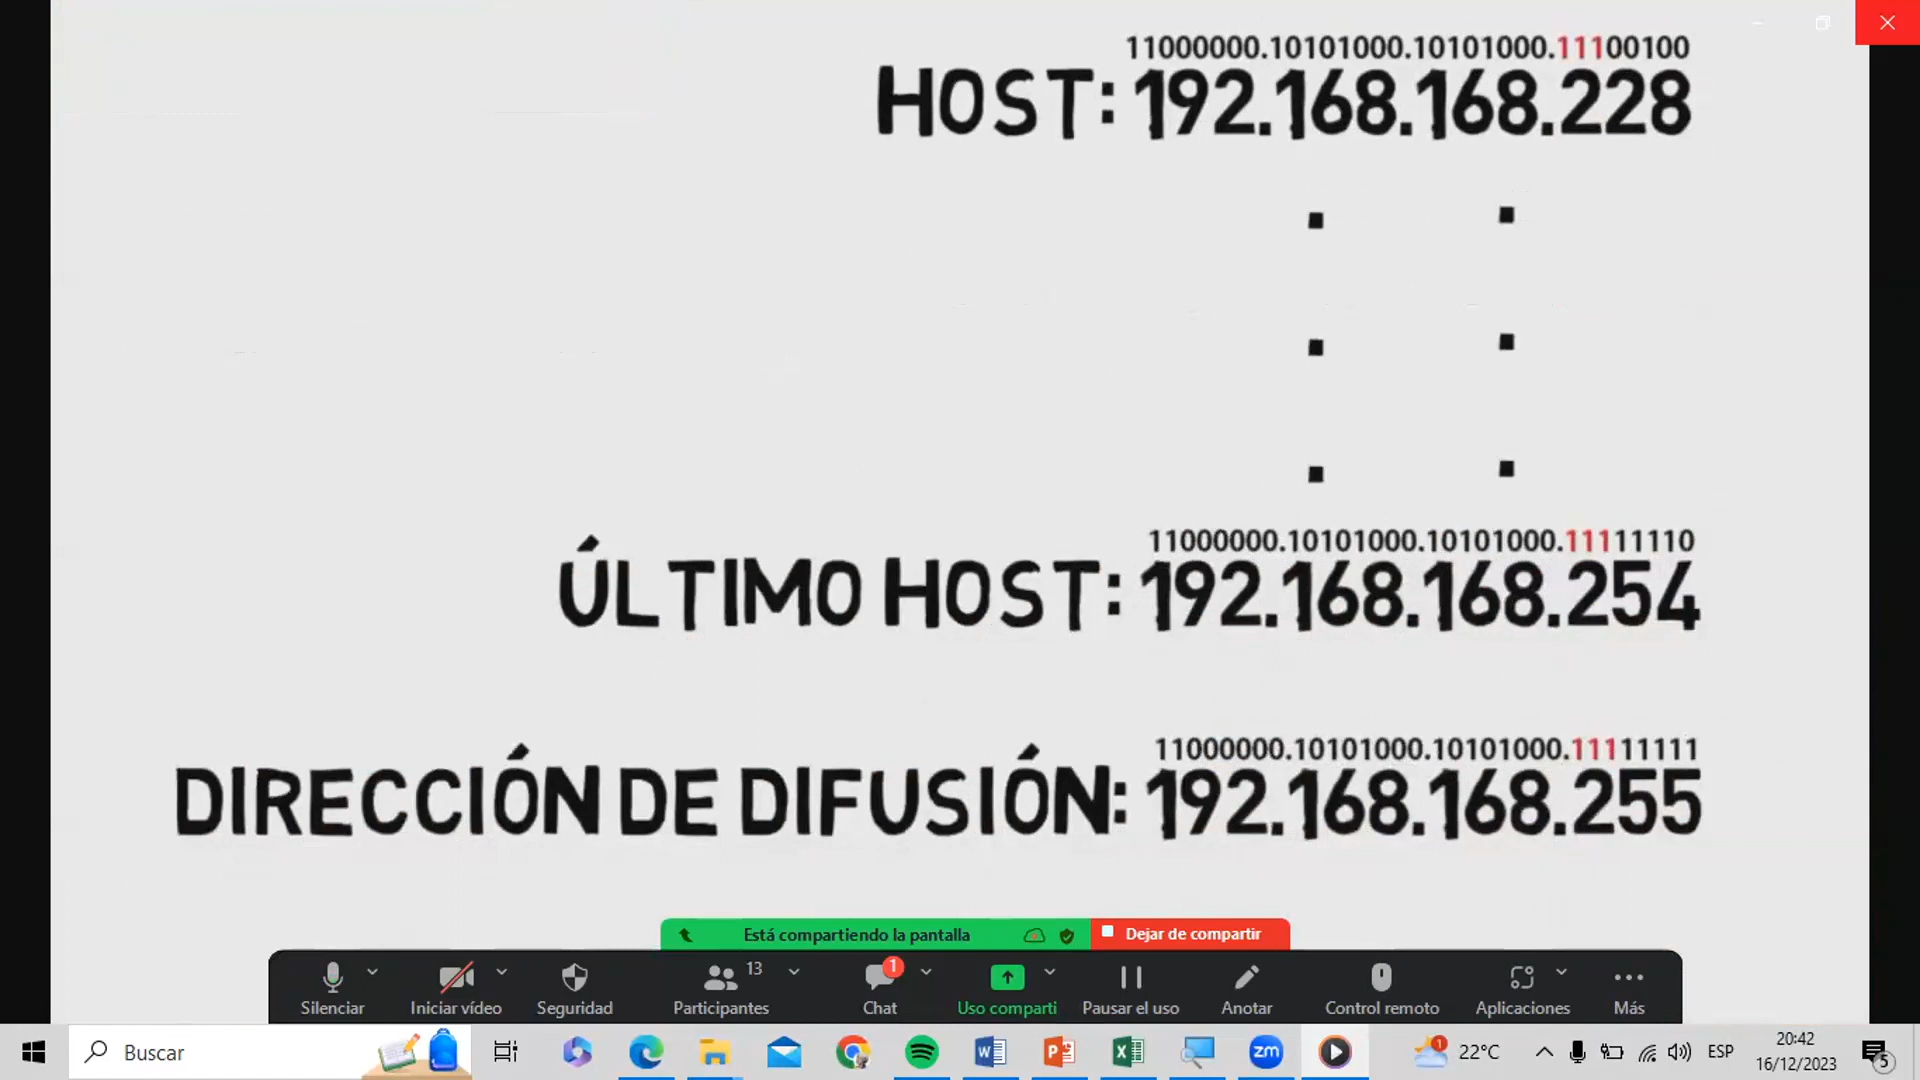 11000000.10101000.10101000.11100100
HOST: 192.168.168.228
11000000.10101000.10101000.11111110
ÚLTIMO HOST: 192.168.168.254
11000000.10101000.10101000.11111111
DIRECCIÓN DE DIFUSIÓN: 192.168.168.255
Está compartiendo la pantalla
Dejar de compartir
13
1
Silenciar
Iniciar vídeo
Seguridad
Participantes
Chat
Uso comparti
Pausar el uso
Anotar
Control remoto
Aplicaciones
Más
Buscar
zm
1
22°C
ESP
20:42
16/12/2023
5